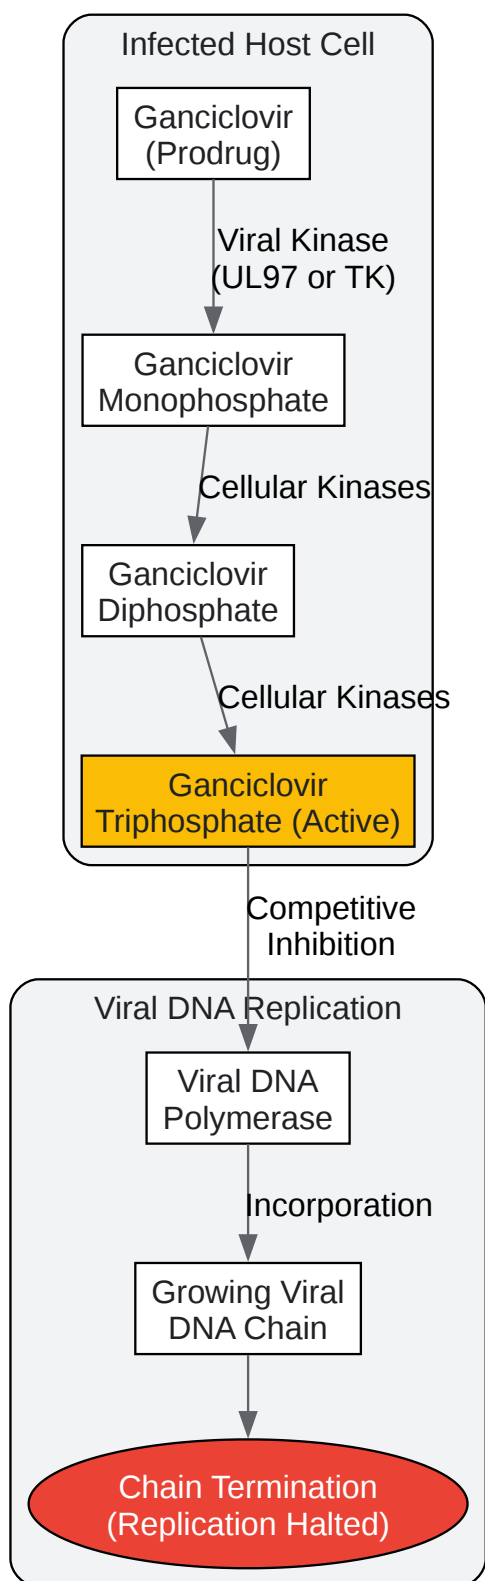 Infected Host Cell
Ganciclovir
(Prodrug)
Viral Kinase
(UL97 or TK)
Ganciclovir
Monophosphate
Cellular Kinases
Ganciclovir
Diphosphate
Cellular Kinases
Ganciclovir
Triphosphate (Active)
Competitive
Inhibition
Viral DNA Replication
Viral DNA
Polymerase
Incorporation
Growing Viral
DNA Chain
Chain Termination
(Replication Halted)